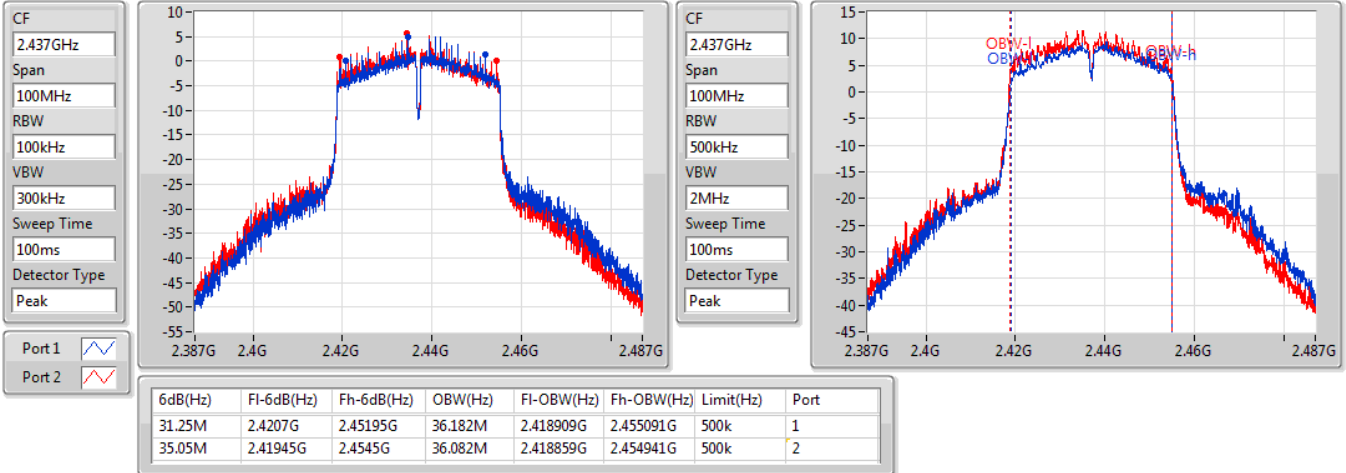 CF
2.437GHz
Span
100MHz
RBW
100kHz
VBW
300kHz
Sweep Time
100ms
Detector Type
Peak
10
5
0
-5
-10
-15
-20
-25
-30
-35
-40
-45
-50
-55
2.387G 2.4G 2.42G 2.44G 2.46G 2.487G
CF
2.437GHz
Span
100MHz
RBW
500kHz
VBW
2MHz
Sweep Time
100ms
Detector Type
Peak
15
10
5
0
-5
-10
-15
-20
-25
-30
-35
-40
-45
OBW-l
OBW
OBW-h
2.387G 2.4G 2.42G 2.44G 2.46G 2.487G
Port 1
Port 2
6dB(Hz) Fl-6dB(Hz) Fh-6dB(Hz) OBW(Hz) Fl-OBW(Hz) Fh-OBW(Hz) Limit(Hz) Port
31.25M 2.4207G 2.45195G 36.182M 2.418909G 2.455091G 500k 1
35.05M 2.41945G 2.4545G 36.082M 2.418859G 2.454941G 500k 2